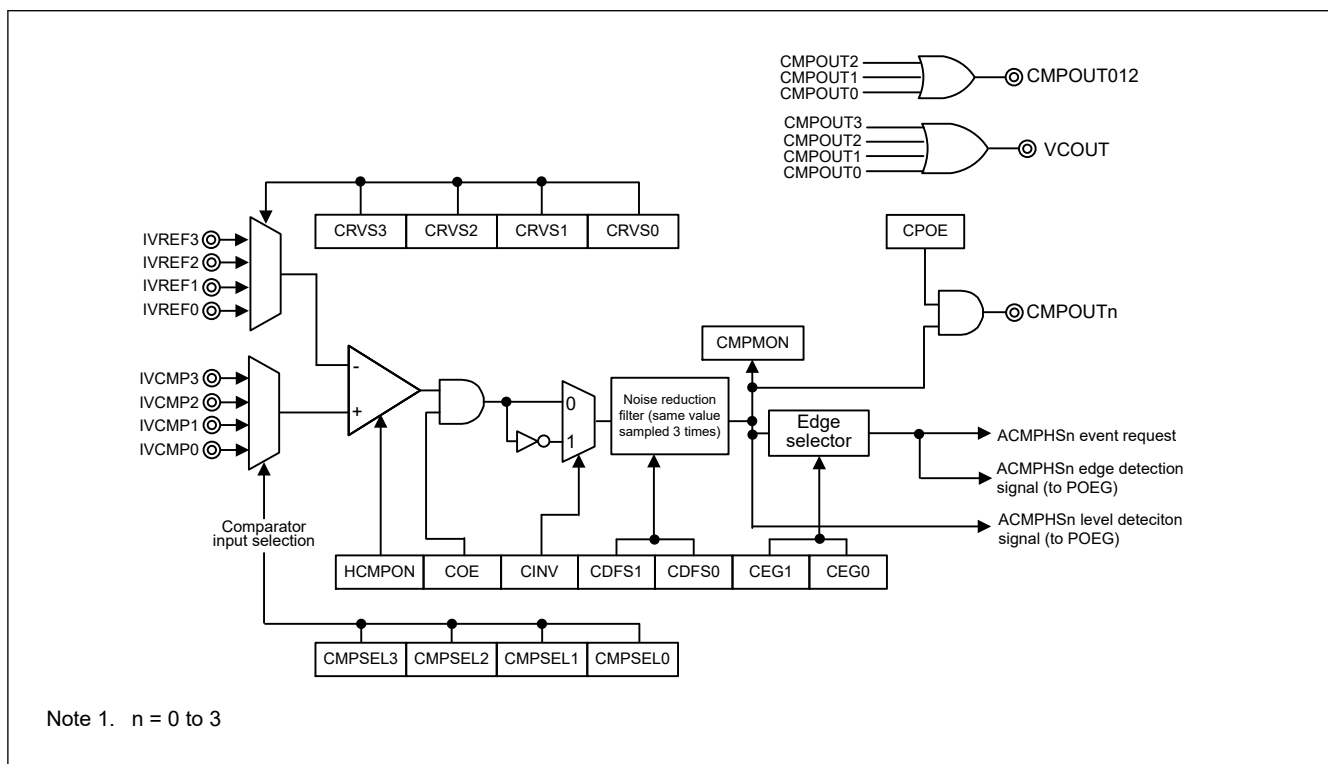 CMPOUT2
CMPOUT1
CMPOUT0
CMPOUT012
CMPOUT3
CMPOUT2
CMPOUT1
CMPOUT0
VCOUT
CRVS3 CRVS2 CRVS1 CRVS0
CPOE
IVREF3
IVREF2
IVREF1
IVREF0
CMPOUTn
CMPMON
IVCMP3
IVCMP2
IVCMP1
IVCMP0
-
+
0
1
Noise reduction
filter (same value
sampled 3 times)
Edge
selector
ACMPHSn event request
ACMPHSn edge detection
signal (to POEG)
ACMPHSn level deteciton
signal (to POEG)
Comparator
input selection
HCMPON COE CINV CDFS1 CDFS0 CEG1 CEG0
CMPSEL3 CMPSEL2 CMPSEL1 CMPSEL0
Note 1. n = 0 to 3